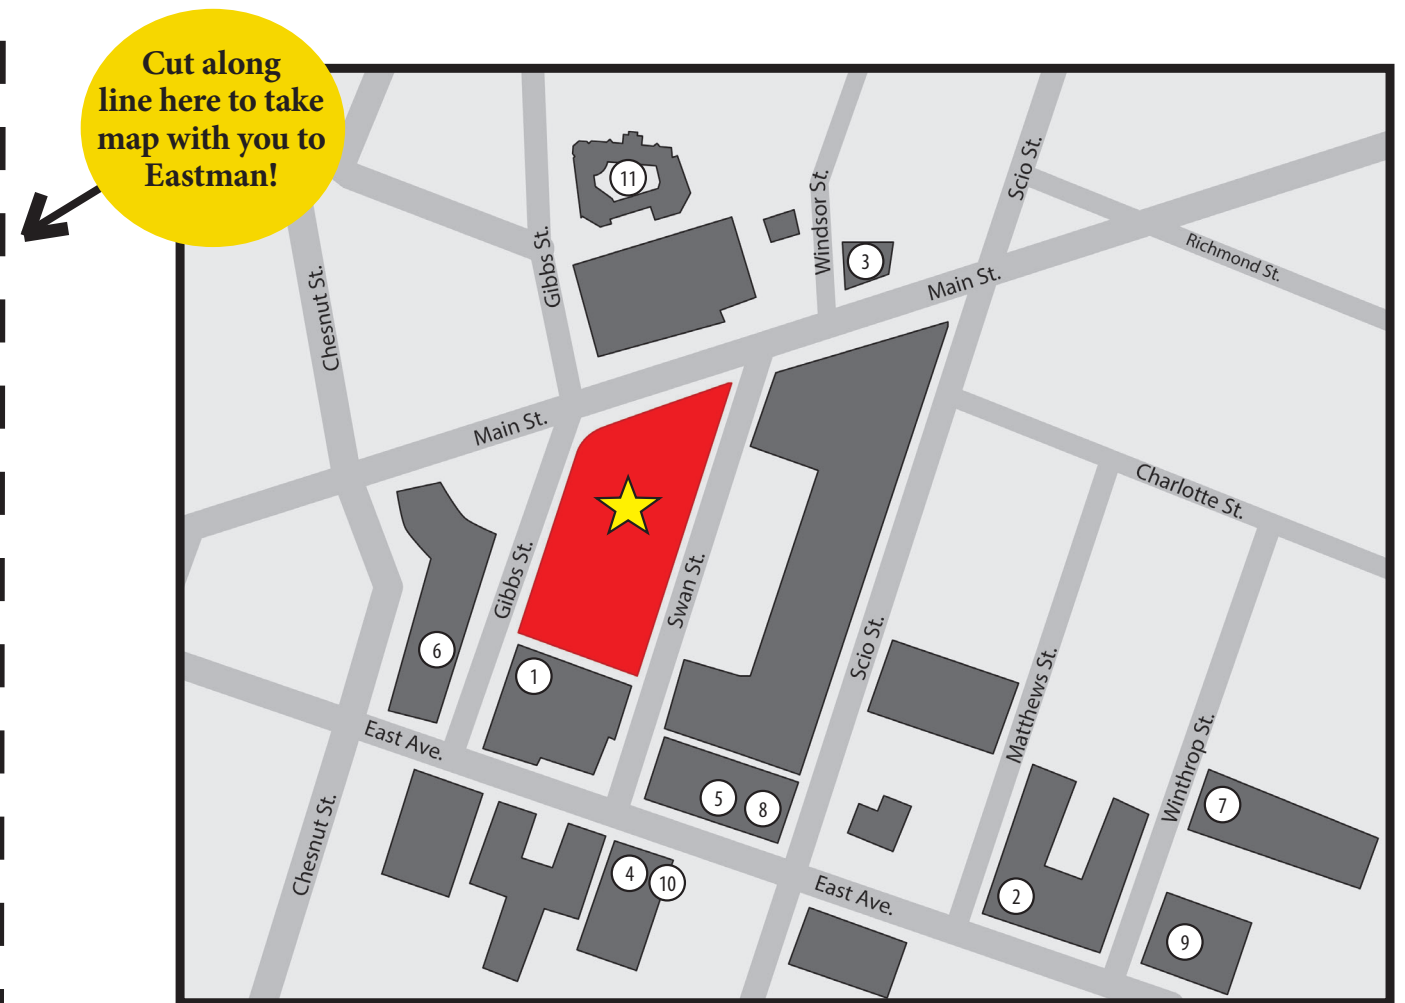 Cut along
line here to take
map with you to
Eastman!
11
Scio St.
Windsor St.
Gibbs St.
3
Richmond St.
Chesnut St.
Main St.
Main St.
Charlotte St.
Gibbs St.
Swan St.
6
1
Scio St.
Matthews St.
East Ave.
Winthrop St.
5
8
7
Chesnut St.
4
10
East Ave.
2
9